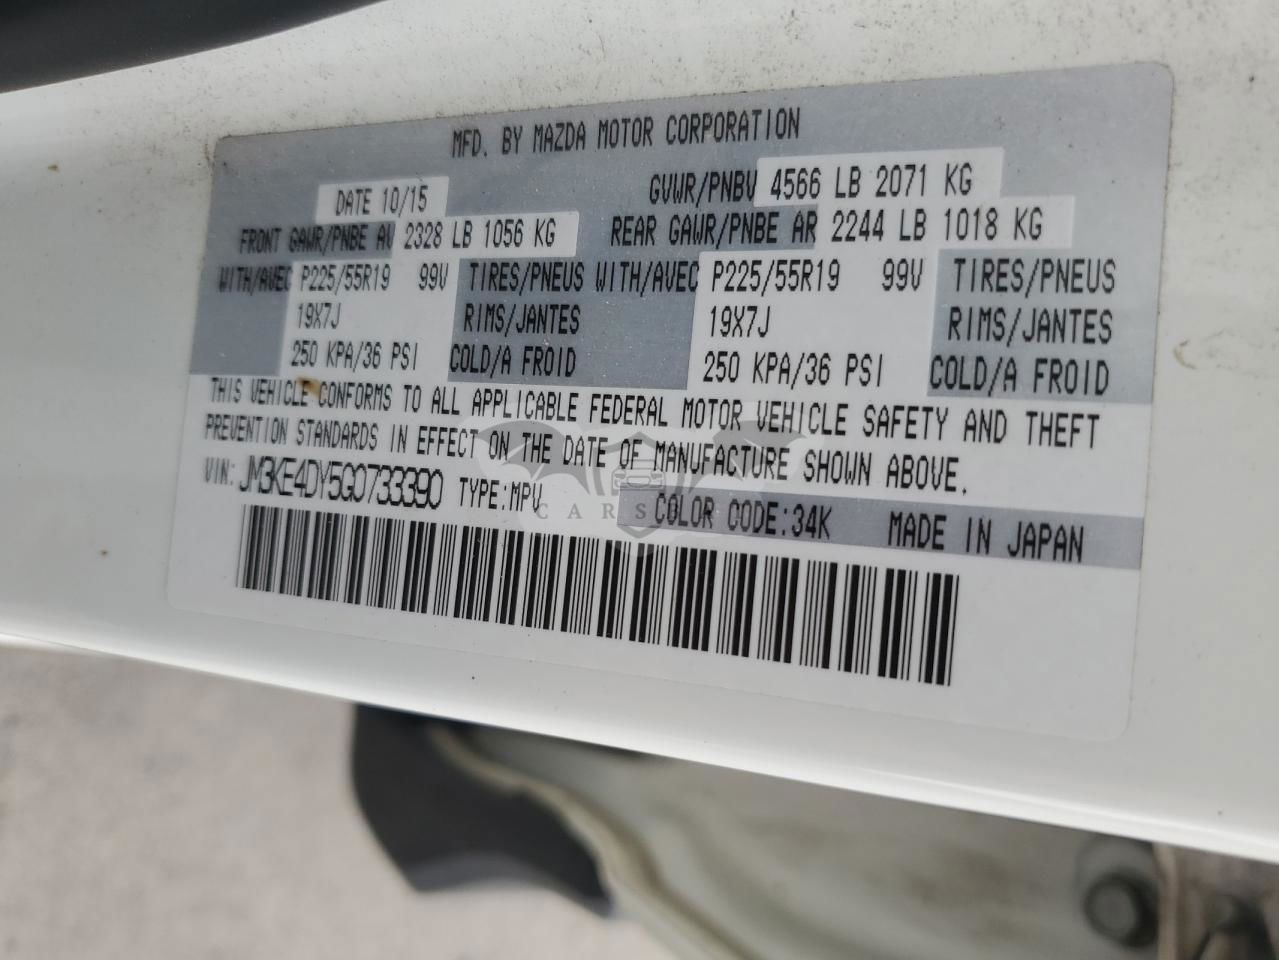 MFD. BY MAZDA MOTOR CORPORATION
DATE 10/15 GVWR/PNBV 4566 LB 2071 KG
FRONT GAWR/PNBE AV 2328 LB 1056 KG REAR GAWR/PNBE AR 2244 LB 1018 KG
WITH/AVEC P225/55R19 99V TIRES/PNEUS WITH/AVEC P225/55R19 99V TIRES/PNEUS
19X7J RIMS/JANTES 19X7J RIMS/JANTES
250 KPA/36 PSI COLD/A FROID 250 KPA/36 PSI COLD/A FROID
THIS VEHICLE CONFORMS TO ALL APPLICABLE FEDERAL MOTOR VEHICLE SAFETY AND THEFT
PREVENTION STANDARDS IN EFFECT ON THE DATE OF MANUFACTURE SHOWN ABOVE.
VIN: JM3KE4DY5G0733390 TYPE:MPV COLOR CODE:34K MADE IN JAPAN